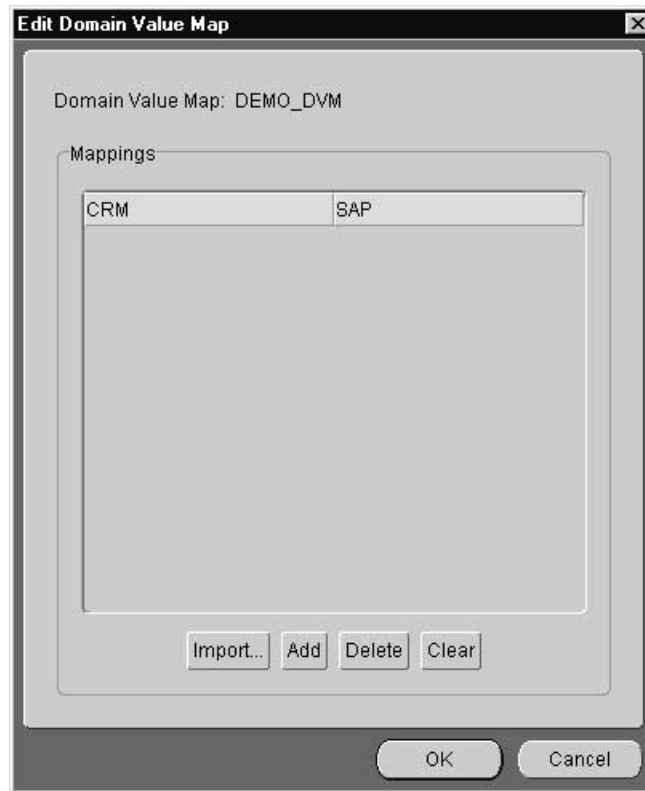 Edit Domain Value Map
Domain Value Map: DEMO_DVM
Mappings
CRM SAP
Import... Add Delete Clear
OK Cancel